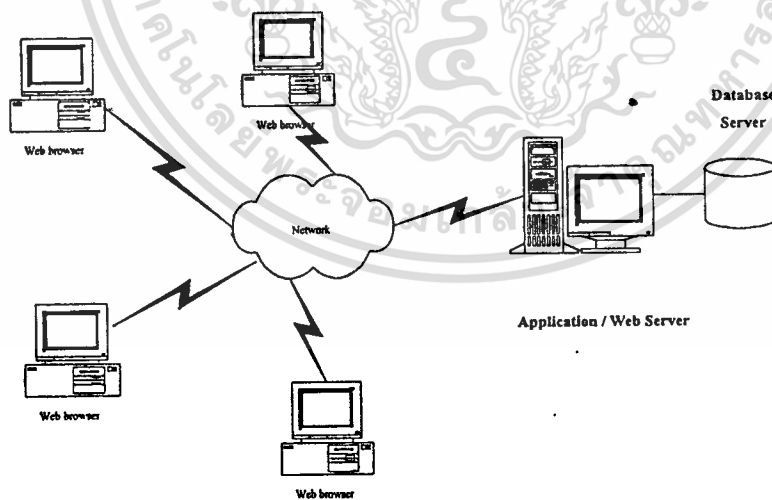 Web browser
Web browser
Database
Server
Network
Application / Web Server
Web browser
Web browser